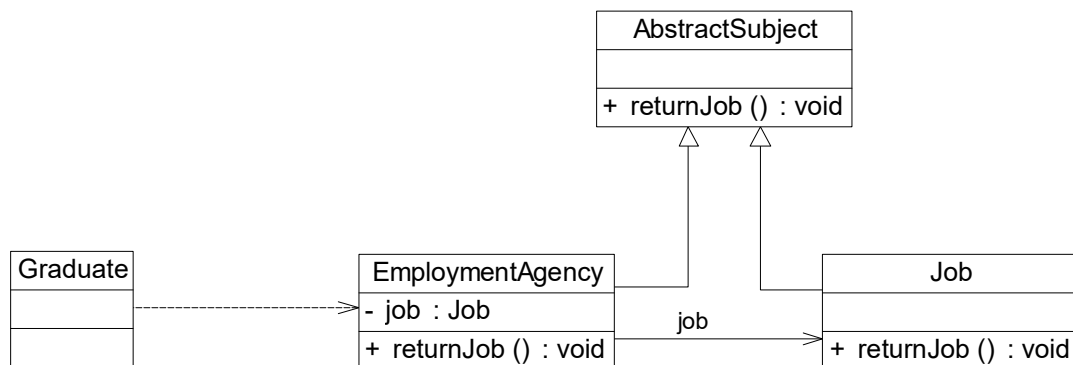 AbstractSubject
+ returnJob () : void
Graduate
EmploymentAgency
- job : Job
+ returnJob () : void
job
Job
+ returnJob () : void